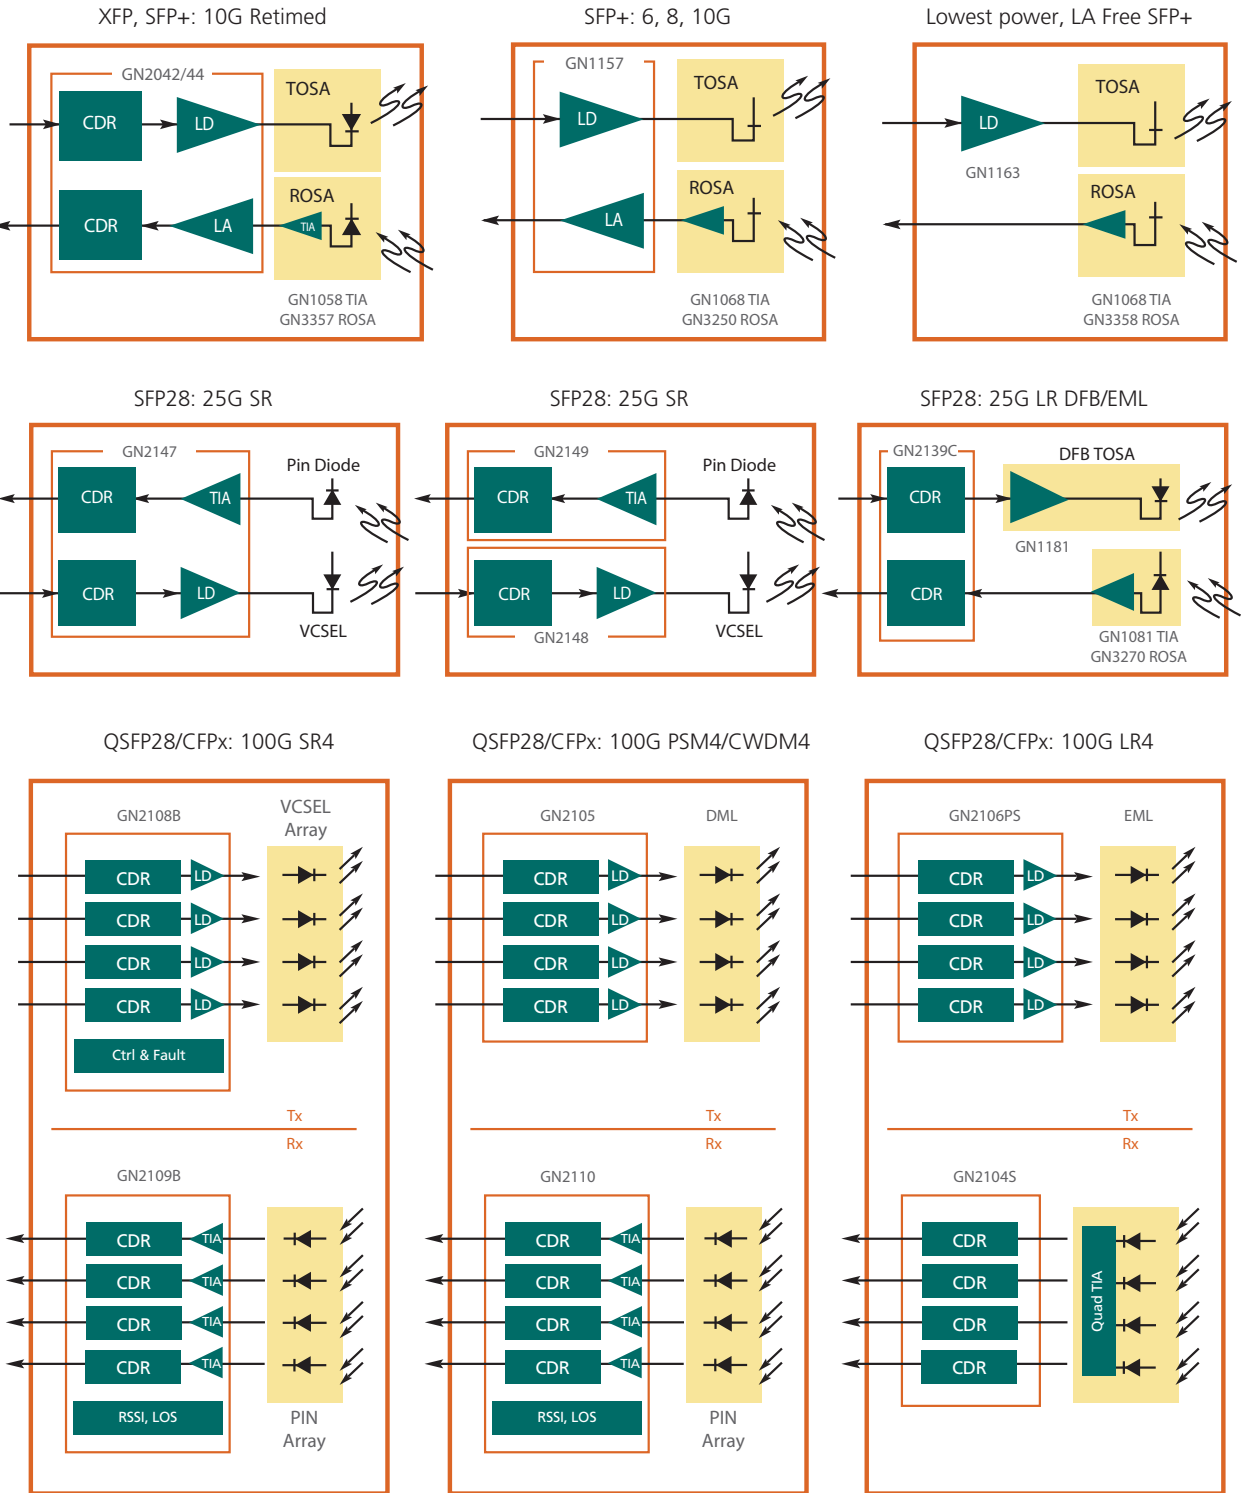 XFP, SFP+: 10G Retimed
GN2042/44
TOSA
CDR
LD
ROSA
CDR
LA
TIA
GN1058 TIA
GN3357 ROSA
SFP+: 6, 8, 10G
GN1157
TOSA
LD
ROSA
LA
GN1068 TIA
GN3250 ROSA
Lowest power, LA Free SFP+
TOSA
LD
GN1163
ROSA
GN1068 TIA
GN3358 ROSA
SFP28: 25G SR
GN2147
Pin Diode
CDR
TIA
CDR
LD
VCSEL
SFP28: 25G SR
GN2149
Pin Diode
CDR
TIA
CDR
LD
GN2148
VCSEL
SFP28: 25G LR DFB/EML
GN2139C
DFB TOSA
CDR
GN1181
CDR
GN1081 TIA
GN3270 ROSA
QSFP28/CFPx: 100G SR4
GN2108B
VCSEL
Array
CDR
LD
CDR
LD
CDR
LD
CDR
LD
Ctrl & Fault
Tx
Rx
GN2109B
CDR
TIA
CDR
TIA
CDR
TIA
CDR
TIA
RSSI, LOS
PIN
Array
QSFP28/CFPx: 100G PSM4/CWDM4
GN2105
DML
CDR
LD
CDR
LD
CDR
LD
CDR
LD
Tx
Rx
GN2110
CDR
TIA
CDR
TIA
CDR
TIA
CDR
TIA
RSSI, LOS
PIN
Array
QSFP28/CFPx: 100G LR4
GN2106PS
EML
CDR
LD
CDR
LD
CDR
LD
CDR
LD
Tx
Rx
GN2104S
CDR
CDR
CDR
CDR
Quad TIA